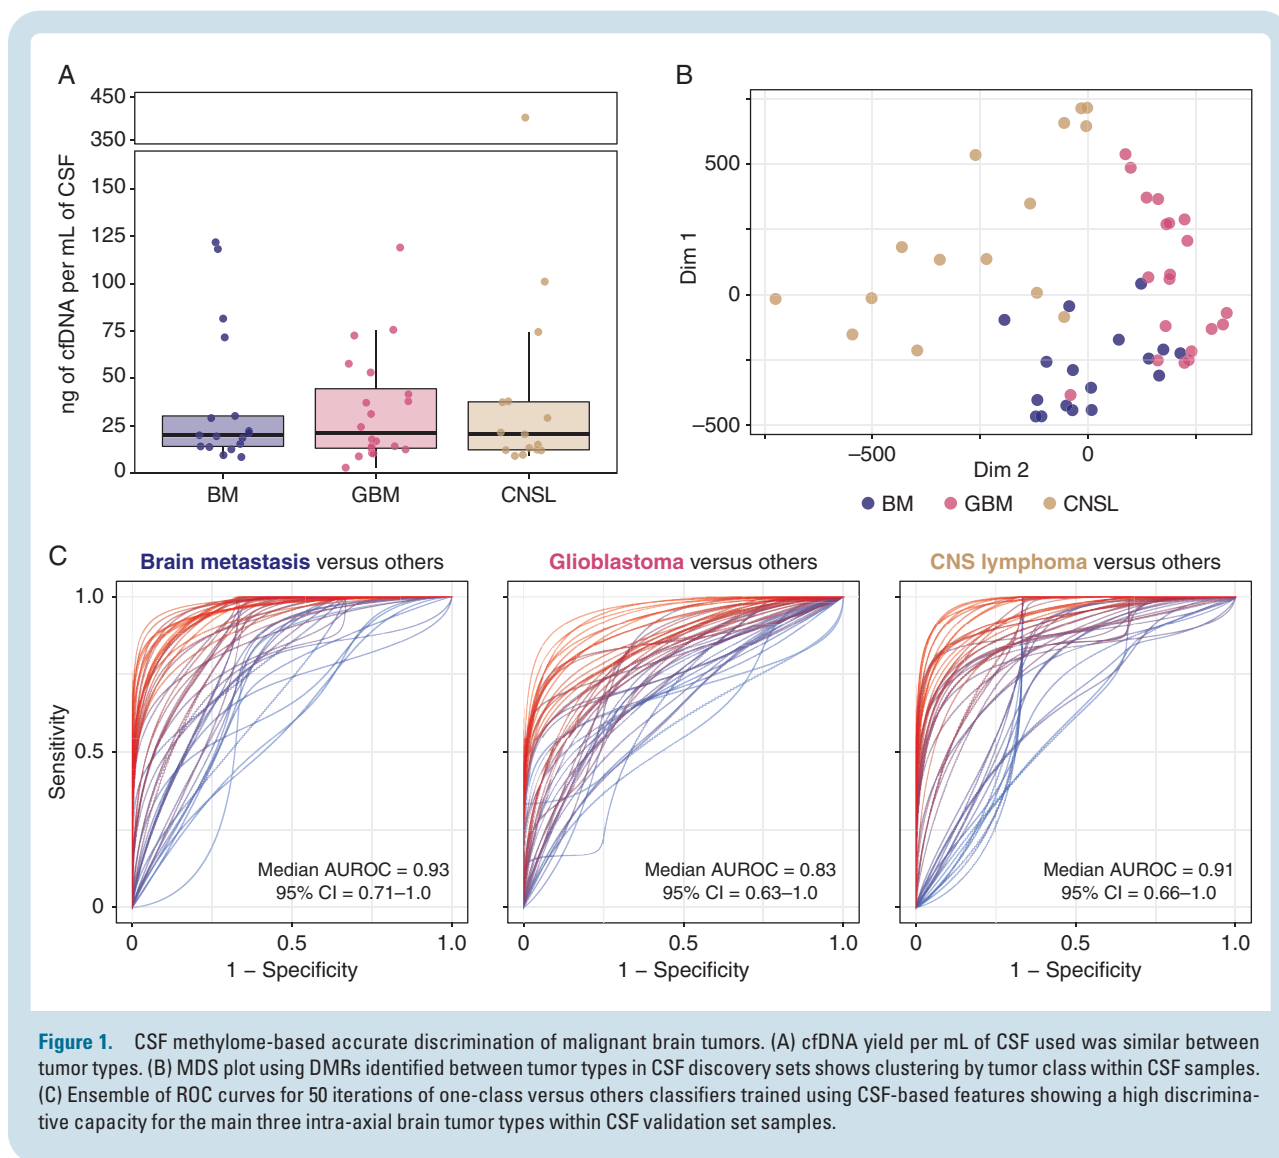 A
450
350
150
125
100
75
50
25
0
ng of cfDNA per mL of CSF
BM GBM CNSL
B
500
0
−500
Dim 1
−500 0
Dim 2
BM GBM CNSL
C
Brain metastasis versus others
Glioblastoma versus others
CNS lymphoma versus others
1.0
0.5
0
Sensitivity
Median AUROC = 0.93
95% CI = 0.71–1.0
Median AUROC = 0.83
95% CI = 0.63–1.0
Median AUROC = 0.91
95% CI = 0.66–1.0
0 0.5 1.0
0 0.5 1.0
0 0.5 1.0
1 − Specificity
1 − Specificity
1 − Specificity
Figure 1. CSF methylome-based accurate discrimination of malignant brain tumors. (A) cfDNA yield per mL of CSF used was similar between
tumor types. (B) MDS plot using DMRs identified between tumor types in CSF discovery sets shows clustering by tumor class within CSF samples.
(C) Ensemble of ROC curves for 50 iterations of one-class versus others classifiers trained using CSF-based features showing a high discrimina-
tive capacity for the main three intra-axial brain tumor types within CSF validation set samples.